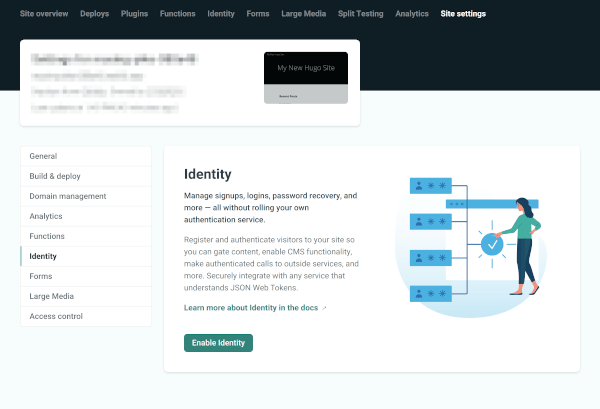 Site overview Deploys Plugins Functions Identity Forms Large Media Split Testing Analytics Site settings
My New Hugo Site
General
Build & deploy
Domain management
Analytics
Functions
Identity
Forms
Large Media
Access control
Identity
Manage signups, logins, password recovery, and
more — all without rolling your own
authentication service.
Register and authenticate visitors to your site so
you can gate content, enable CMS functionality,
make authenticated calls to outside services, and
more. Securely integrate with any service that
understands JSON Web Tokens.
Learn more about Identity in the docs ↗
Enable Identity